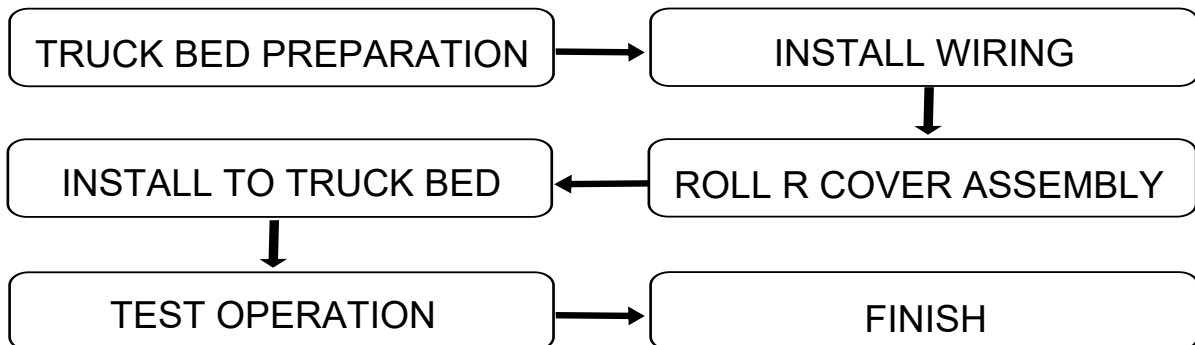 TRUCK BED PREPARATION
INSTALL WIRING
ROLL R COVER ASSEMBLY
INSTALL TO TRUCK BED
TEST OPERATION
FINISH